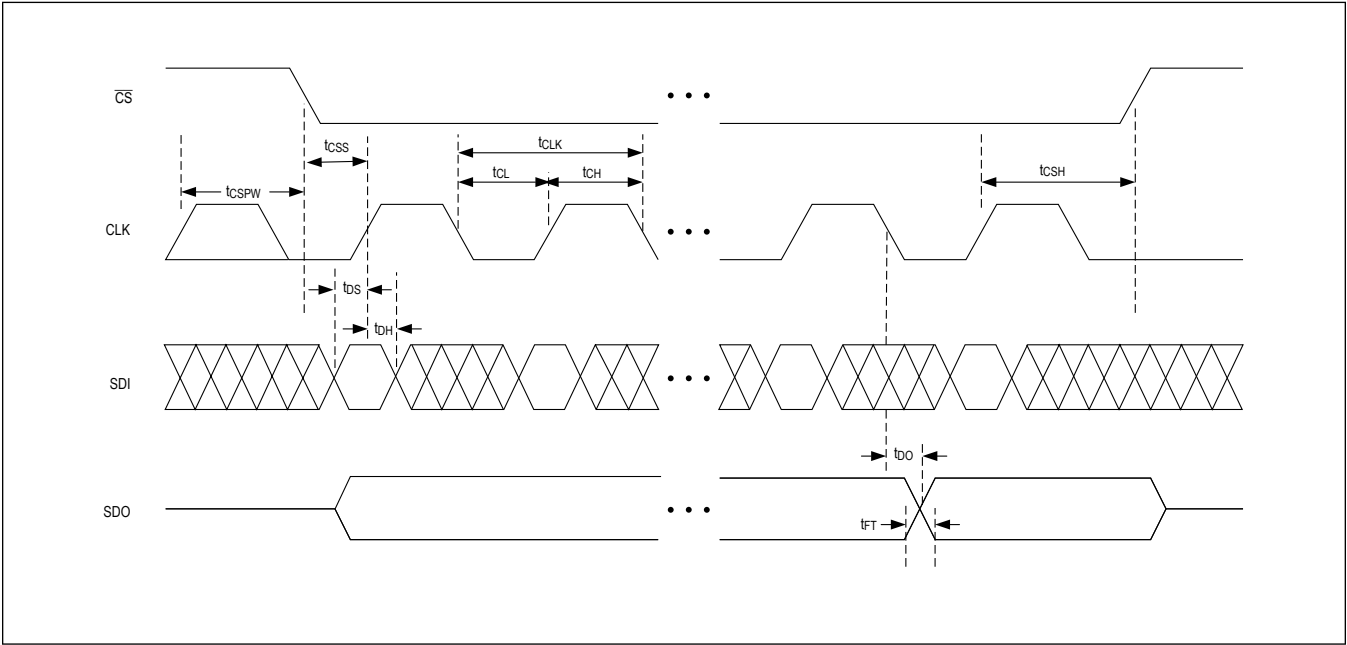 CS
tCSS
tCLK
tCL
tCH
tCSH
tCSPW
CLK
tDS
tDH
SDI
tDO
SDO
tFT